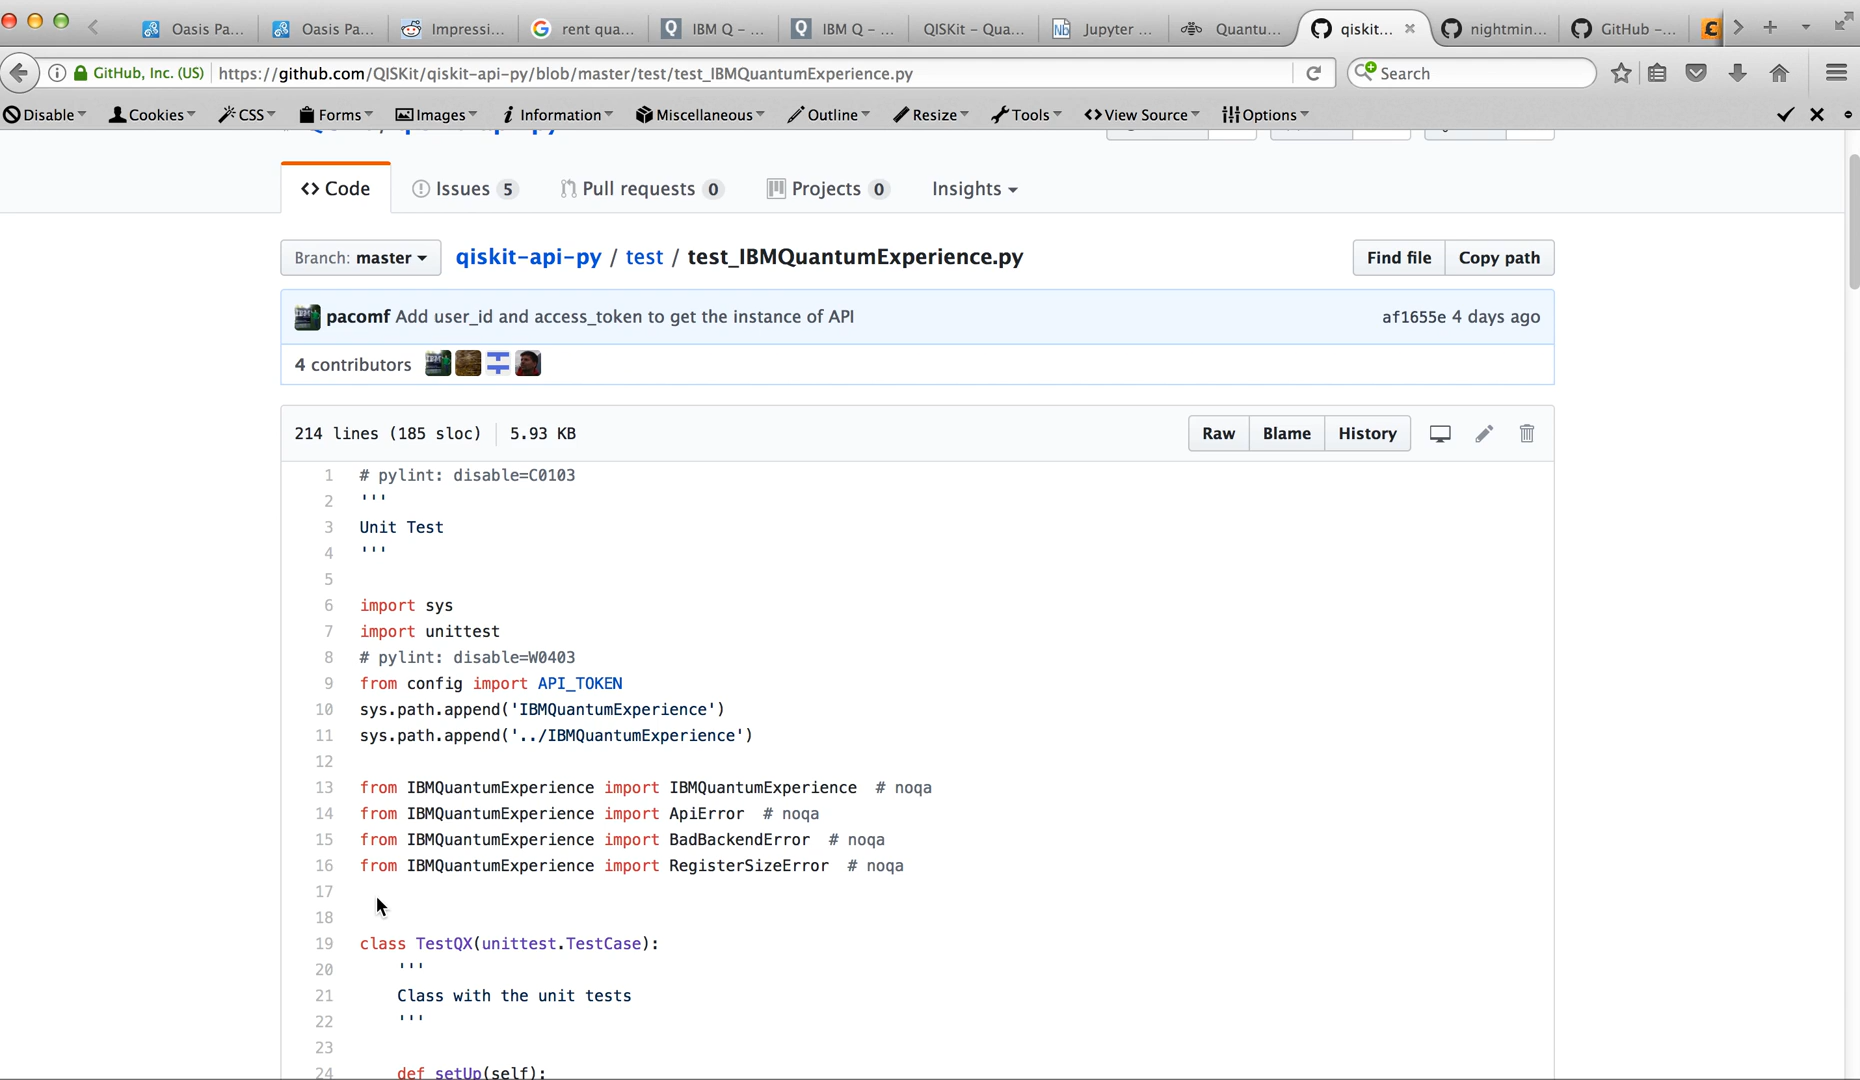 Oasis Pa...
Oasis Pa...
Impressi...
rent qua...
IBM Q - ...
IBM Q - ...
QISKit - Qua...
Jupyter ...
Quantu...
qiskit...
nightmin...
GitHub -...
GitHub, Inc. (US) https://github.com/QISKit/qiskit-api-py/blob/master/test/test_IBMQuantumExperience.py Search
Disable Cookies CSS Forms Images Information Miscellaneous Outline Resize Tools View Source Options
Code Issues 5 Pull requests 0 Projects 0 Insights
Branch: master qiskit-api-py / test / test_IBMQuantumExperience.py Find file Copy path
pacomf Add user_id and access_token to get the instance of API af1655e 4 days ago
4 contributors
214 lines (185 sloc) 5.93 KB Raw Blame History
1 # pylint: disable=C0103
2 '''
3 Unit Test
4 '''
5
6 import sys
7 import unittest
8 # pylint: disable=W0403
9 from config import API_TOKEN
10 sys.path.append('IBMQuantumExperience')
11 sys.path.append('../IBMQuantumExperience')
12
13 from IBMQuantumExperience import IBMQuantumExperience # noqa
14 from IBMQuantumExperience import ApiError # noqa
15 from IBMQuantumExperience import BadBackendError # noqa
16 from IBMQuantumExperience import RegisterSizeError # noqa
17
18
19 class TestQX(unittest.TestCase):
20 '''
21 Class with the unit tests
22 '''
23
24 def setUp(self):